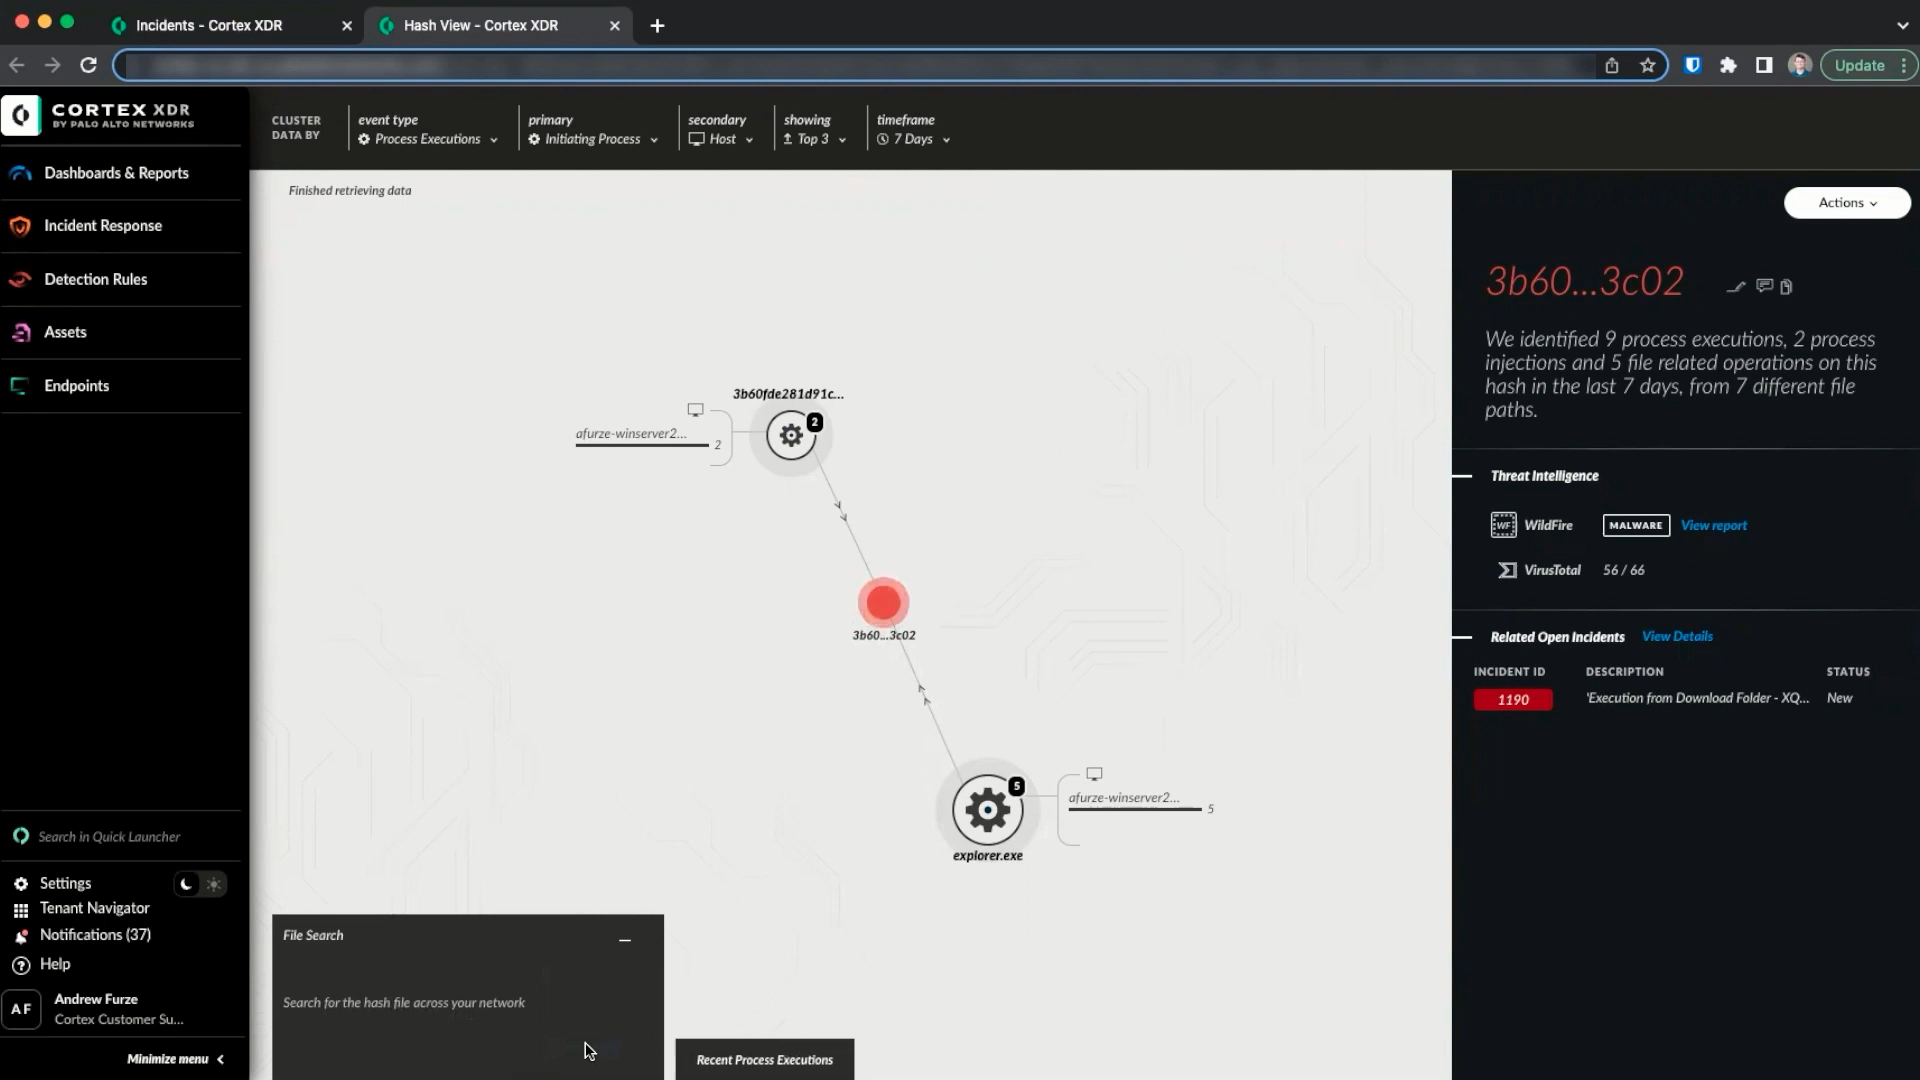 Incidents - Cortex XDR
Hash View - Cortex XDR
Update
CORTEX XDR
BY PALO ALTO NETWORKS
Dashboards & Reports
Incident Response
Detection Rules
Assets
Endpoints
Search in Quick Launcher
Settings
Tenant Navigator
Notifications (37)
Help
AF
Andrew Furze
Cortex Customer Su...
Minimize menu
CLUSTER
DATA BY
event type
Process Executions
primary
Initiating Process
secondary
Host
showing
Top 3
timeframe
7 Days
Finished retrieving data
3b60fde281d91c...
2
afurze-winserver2...
2
3b60...3c02
5
afurze-winserver2...
5
explorer.exe
File Search
Search for the hash file across your network
Recent Process Executions
Actions
3b60...3c02
We identified 9 process executions, 2 process
injections and 5 file related operations on this
hash in the last 7 days, from 7 different file
paths.
Threat Intelligence
WF WildFire MALWARE View report
VirusTotal 56 / 66
Related Open Incidents View Details
INCIDENT ID DESCRIPTION STATUS
1190 'Execution from Download Folder - XQ... New